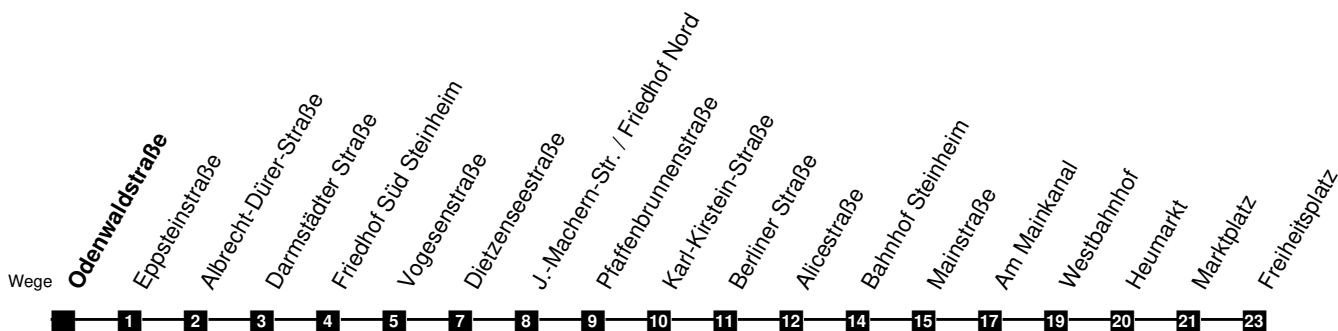 Wege
Odenwaldstraße
Eppsteinstraße
Albrecht-Dürer-Straße
Darmstädter Straße
Friedhof Süd Steinheim
Vogesenstraße
Dietzenseestraße
J.-Machern-Str. / Friedhof Nord
Pfaffenbrunnenstraße
Karl-Kirstein-Straße
Berliner Straße
Alicestraße
Bahnhof Steinheim
Mainstraße
Am Mainkanal
Westbahnhof
Heumarkt
Marktplatz
Freiheitsplatz
1 2 3 4 5 7 8 9 10 11 12 14 15 17 19 20 21 23